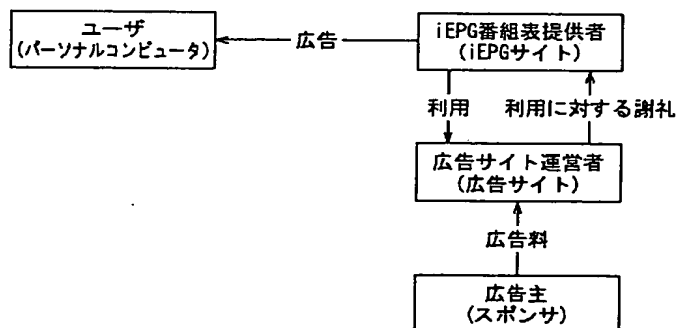 ユーザ
(パーソナルコンピュータ)
広告
iEPG番組表提供者
(iEPGサイト)
利用
利用に対する謝礼
広告サイト運営者
(広告サイト)
広告料
広告主
(スポンサ)